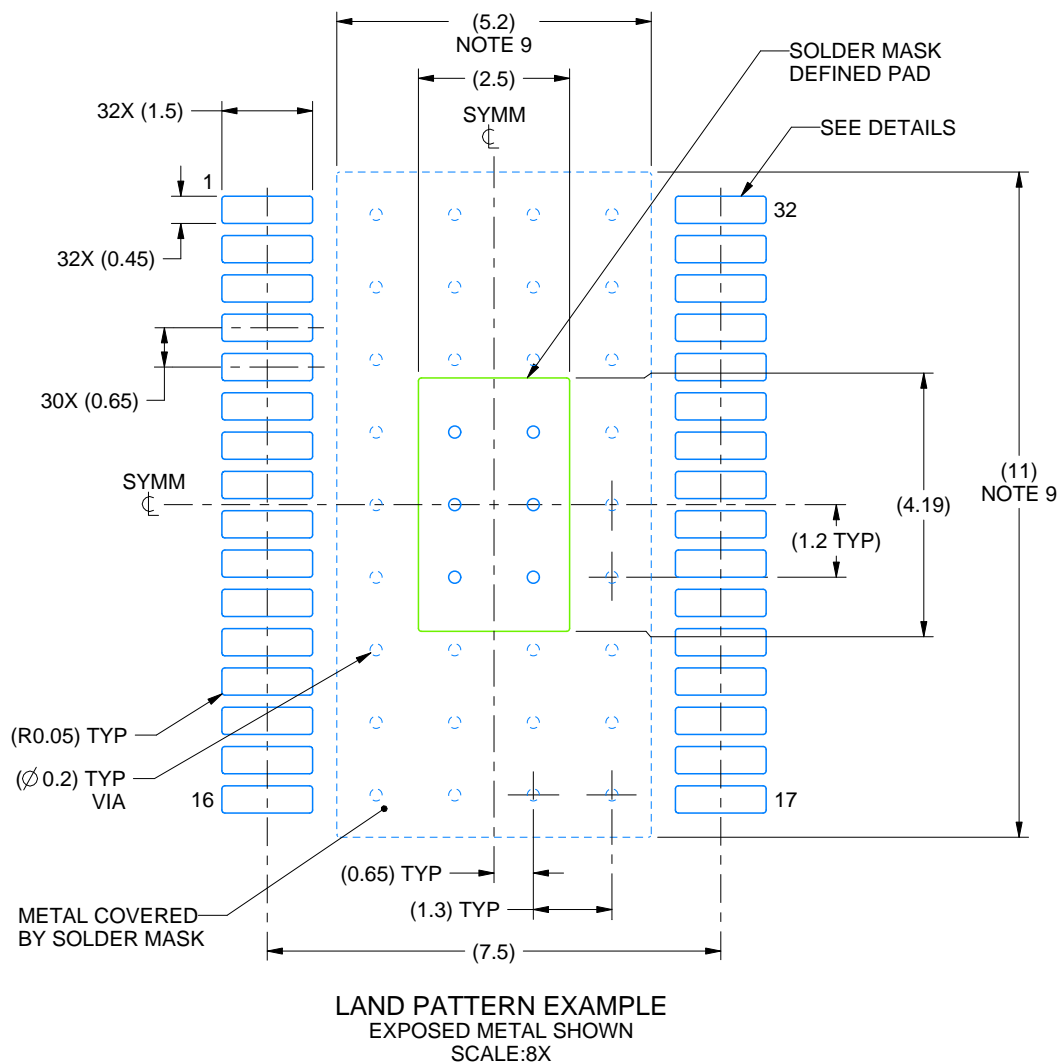 (5.2)
NOTE 9
SOLDER MASK
DEFINED PAD
(2.5)
32X (1.5)
SYMM
SEE DETAILS
1
32
32X (0.45)
30X (0.65)
SYMM
(11)
NOTE 9
(4.19)
(1.2 TYP)
(R0.05) TYP
(∅ 0.2) TYP
VIA
16
17
(0.65) TYP
(1.3) TYP
METAL COVERED
BY SOLDER MASK
(7.5)
LAND PATTERN EXAMPLE
EXPOSED METAL SHOWN
SCALE:8X